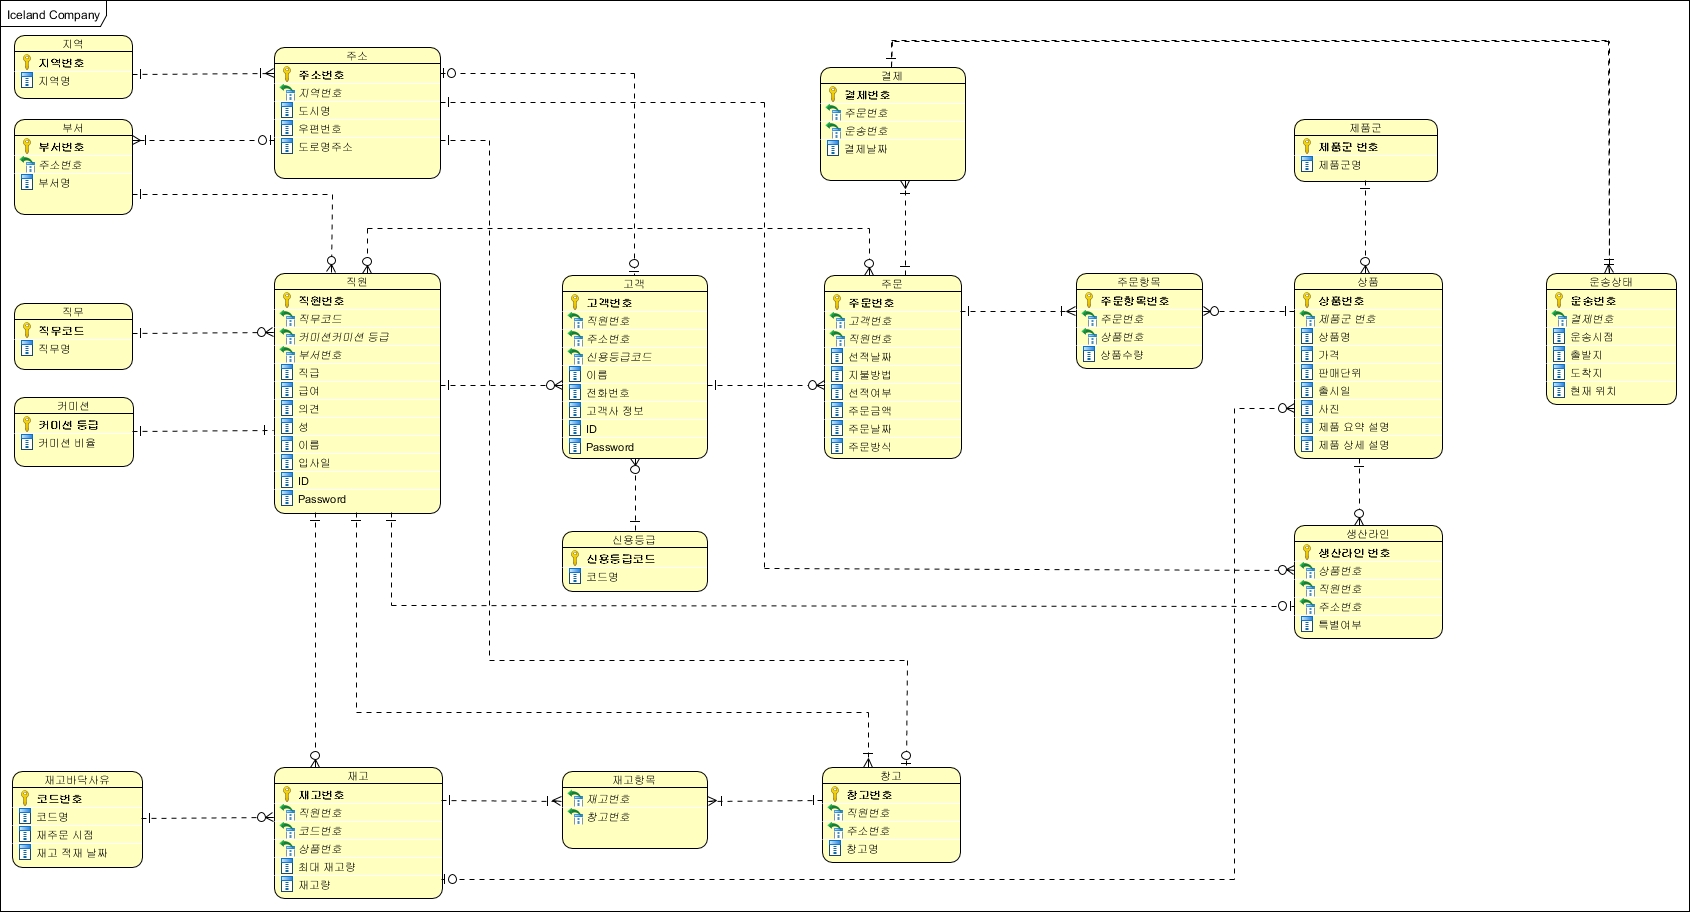 Iceland Company
지역
지역번호
지역명
부서
부서번호
주소번호
부서명
주소
주소번호
지역번호
도시명
우편번호
도로명주소
결제
결제번호
주문번호
운송번호
결제날짜
제품군
제품군 번호
제품군명
직무
직무코드
직무명
커미션
커미션 등급
커미션 비율
직원
직원번호
직무코드
커미션커미션 등급
부서번호
직급
급여
의견
성
이름
입사일
ID
Password
고객
고객번호
직원번호
주소번호
신용등급코드
이름
전화번호
고객사 정보
ID
Password
신용등급
신용등급코드
코드명
주문
주문번호
고객번호
직원번호
선적날짜
지불방법
선적여부
주문금액
주문날짜
주문방식
주문항목
주문항목번호
주문번호
상품번호
상품수량
상품
상품번호
제품군 번호
상품명
가격
판매단위
출시일
사진
제품 요약 설명
제품 상세 설명
운송상태
운송번호
결제번호
운송시점
출발지
도착지
현재 위치
생산라인
생산라인 번호
상품번호
직원번호
주소번호
특별여부
재고바닥사유
코드번호
코드명
재주문 시점
재고 적재 날짜
재고
재고번호
직원번호
코드번호
상품번호
최대 재고량
재고량
재고항목
재고번호
창고번호
창고
창고번호
직원번호
주소번호
창고명